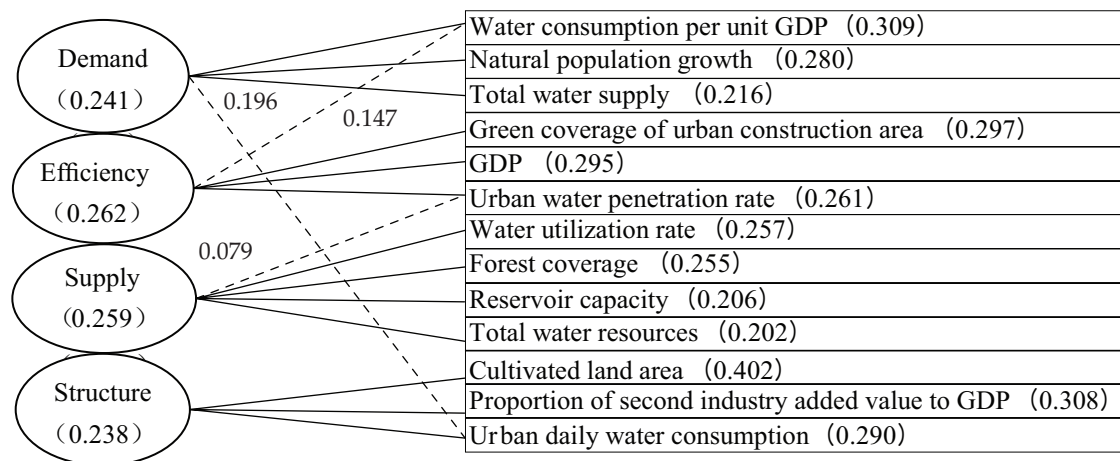 Demand
（0.241）
Efficiency
（0.262）
Supply
（0.259）
Structure
（0.238）
0.196
0.147
0.079
Water consumption per unit GDP（0.309）
Natural population growth（0.280）
Total water supply（0.216）
Green coverage of urban construction area（0.297）
GDP（0.295）
Urban water penetration rate（0.261）
Water utilization rate（0.257）
Forest coverage（0.255）
Reservoir capacity（0.206）
Total water resources（0.202）
Cultivated land area（0.402）
Proportion of second industry added value to GDP（0.308）
Urban daily water consumption（0.290）